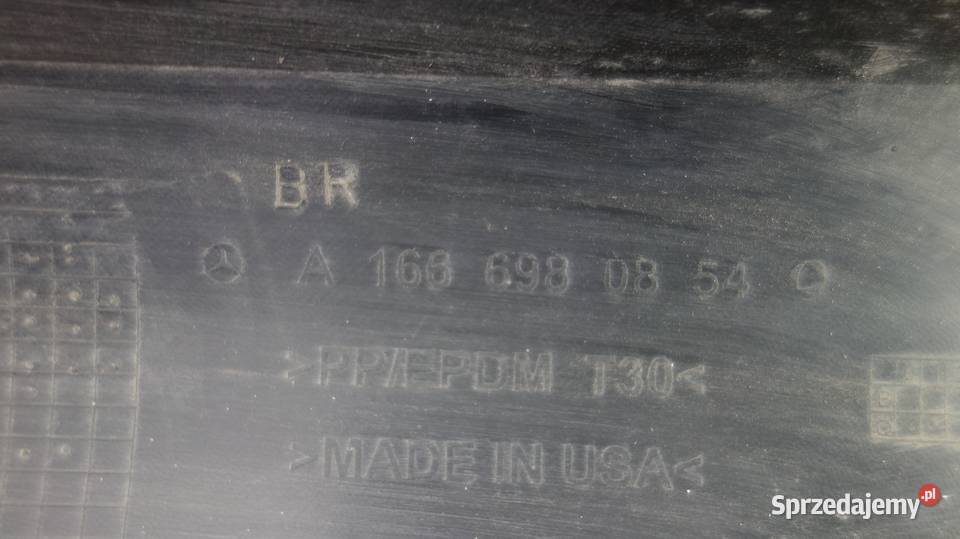 BR
A 166 698 08 54
>PP/EPDM T30<
>MADE IN USA<
Sprzedajemy.pl